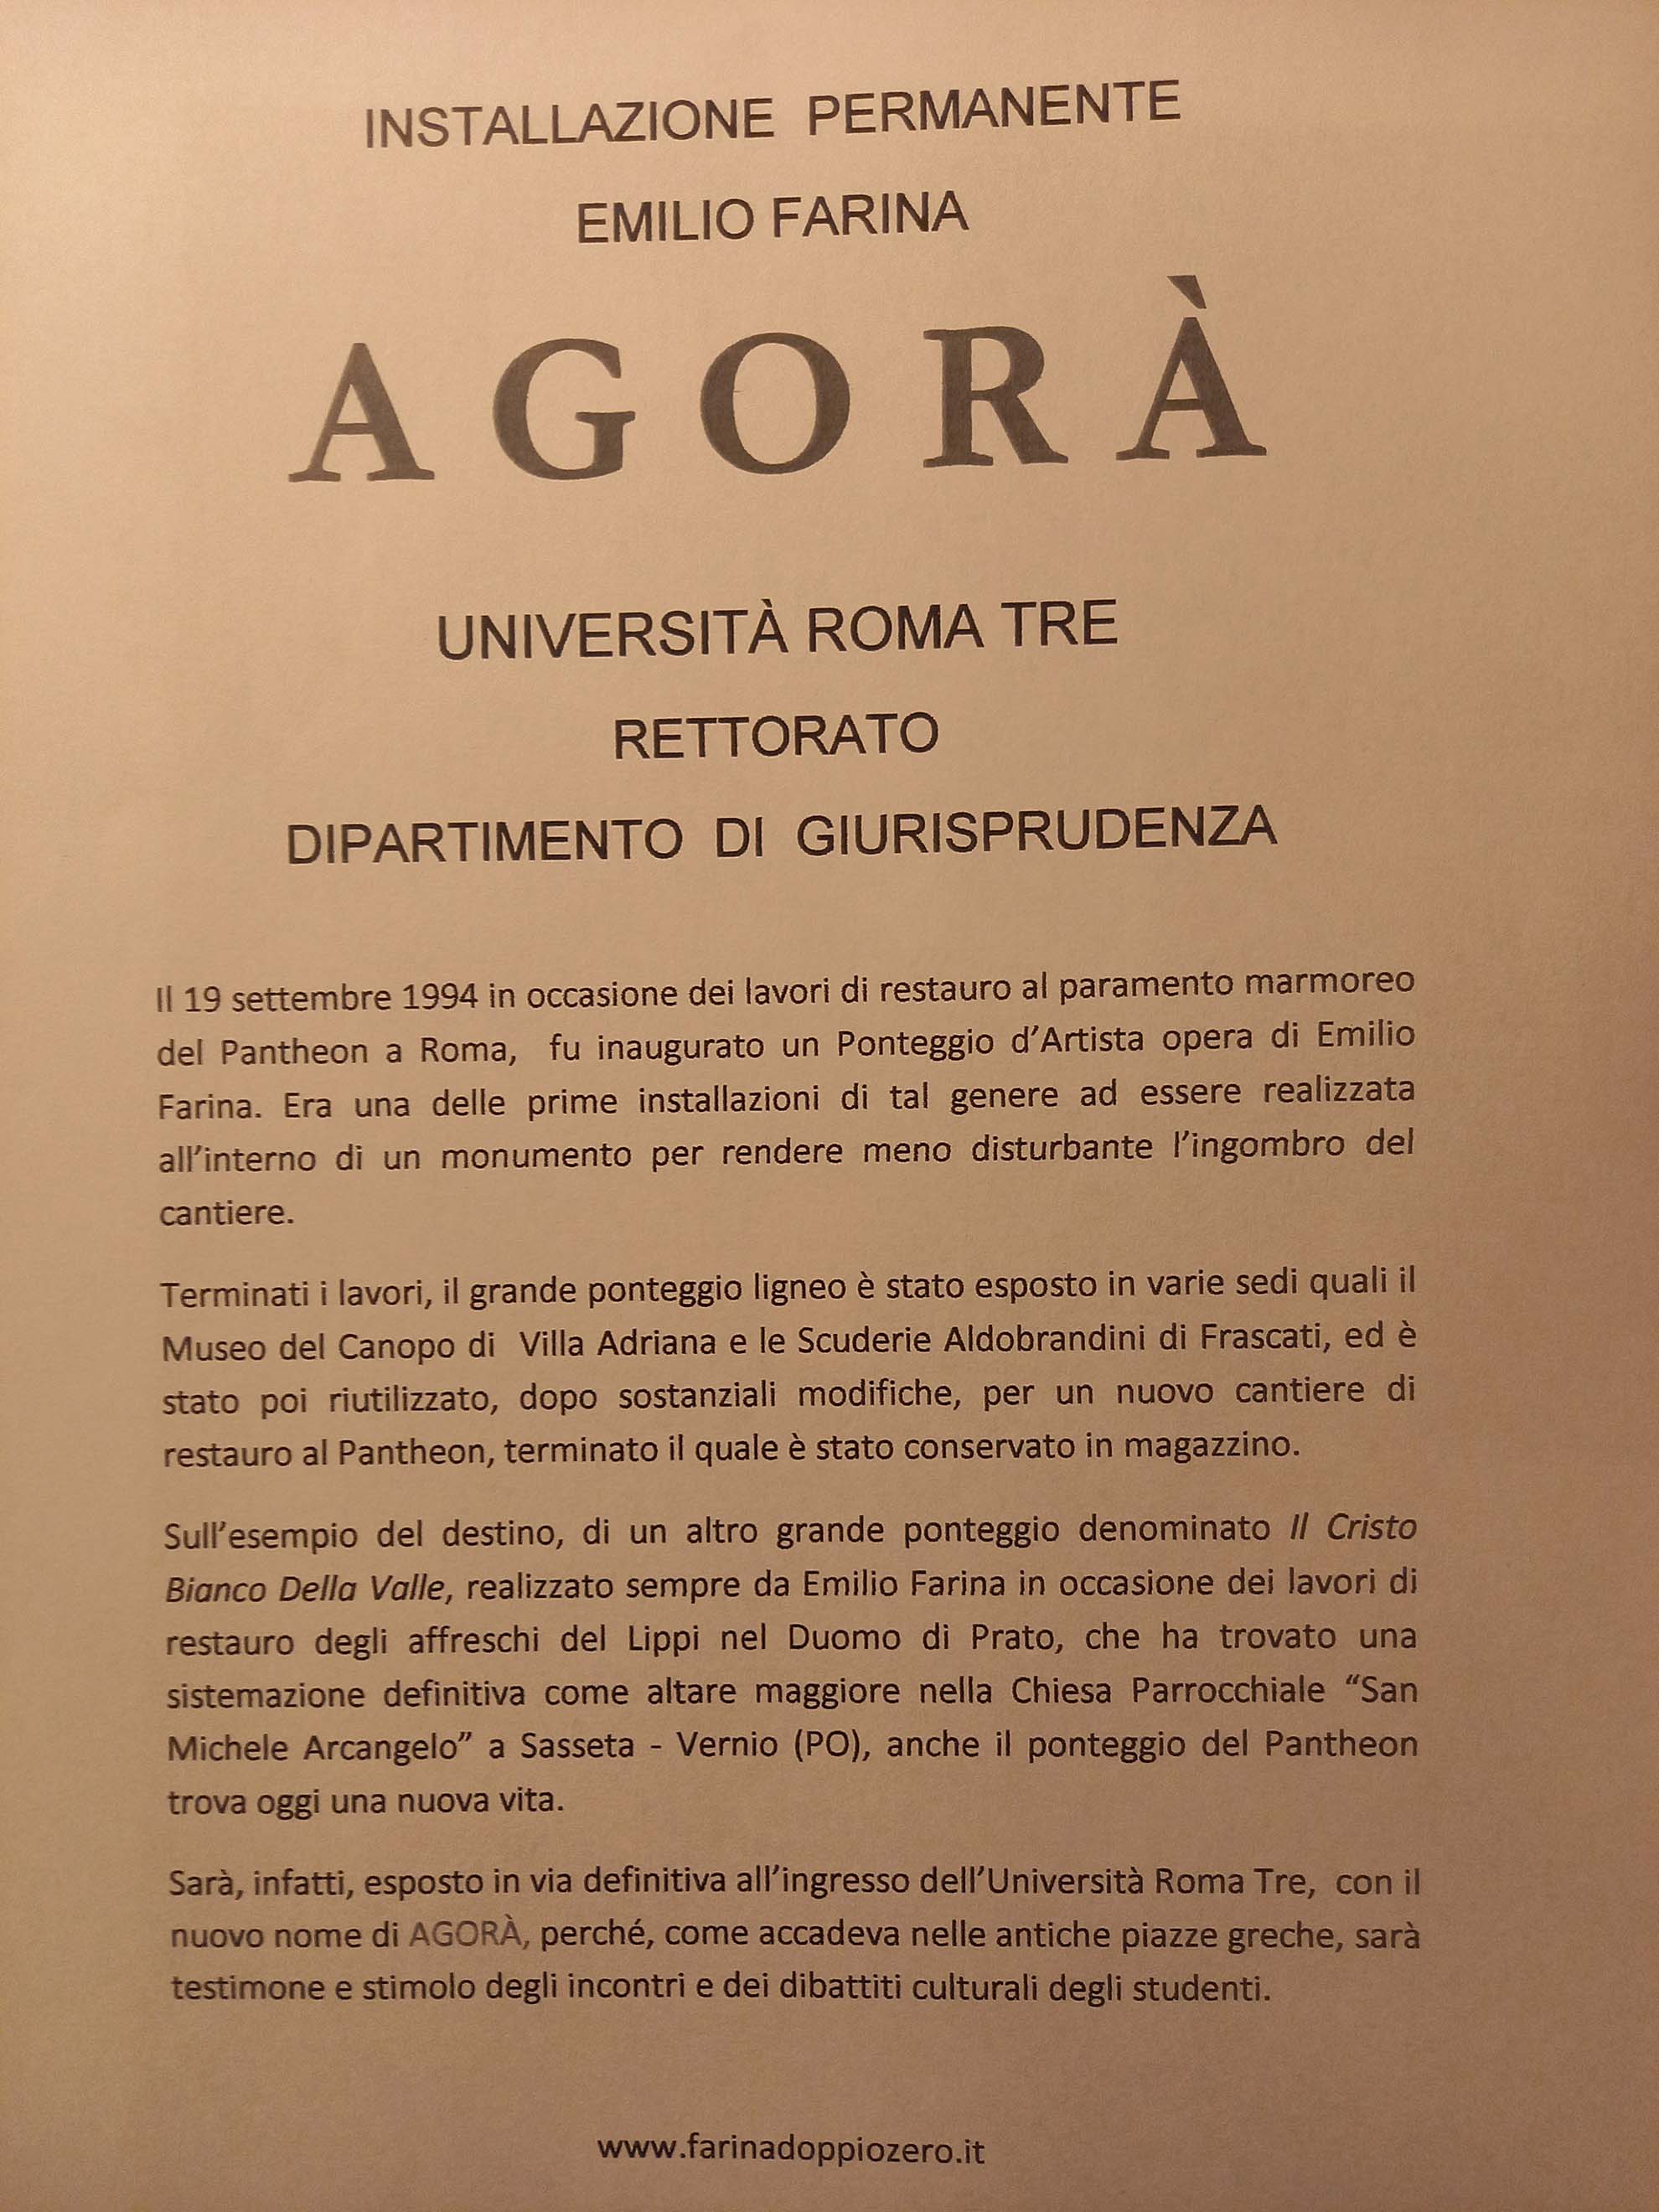 INSTALLAZIONE PERMANENTE
EMILIO FARINA
AGORÀ
UNIVERSITÀ ROMA TRE
RETTORATO
DIPARTIMENTO DI GIURISPRUDENZA
Il 19 settembre 1994 in occasione dei lavori di restauro al paramento marmoreo
del Pantheon a Roma, fu inaugurato un Ponteggio d'Artista opera di Emilio
Farina. Era una delle prime installazioni di tal genere ad essere realizzata
all'interno di un monumento per rendere meno disturbante l'ingombro del
cantiere.
Terminati i lavori, il grande ponteggio ligneo è stato esposto in varie sedi quali il
Museo del Canopo di Villa Adriana e le Scuderie Aldobrandini di Frascati, ed è
stato poi riutilizzato, dopo sostanziali modifiche, per un nuovo cantiere di
restauro al Pantheon, terminato il quale è stato conservato in magazzino.
Sull'esempio del destino, di un altro grande ponteggio denominato Il Cristo
Bianco Della Valle, realizzato sempre da Emilio Farina in occasione dei lavori di
restauro degli affreschi del Lippi nel Duomo di Prato, che ha trovato una
sistemazione definitiva come altare maggiore nella Chiesa Parrocchiale “San
Michele Arcangelo” a Sasseta - Vernio (PO), anche il ponteggio del Pantheon
trova oggi una nuova vita.
Sarà, infatti, esposto in via definitiva all'ingresso dell'Università Roma Tre, con il
nuovo nome di AGORÀ, perché, come accadeva nelle antiche piazze greche, sarà
testimone e stimolo degli incontri e dei dibattiti culturali degli studenti.
www.farinadoppiozero.it